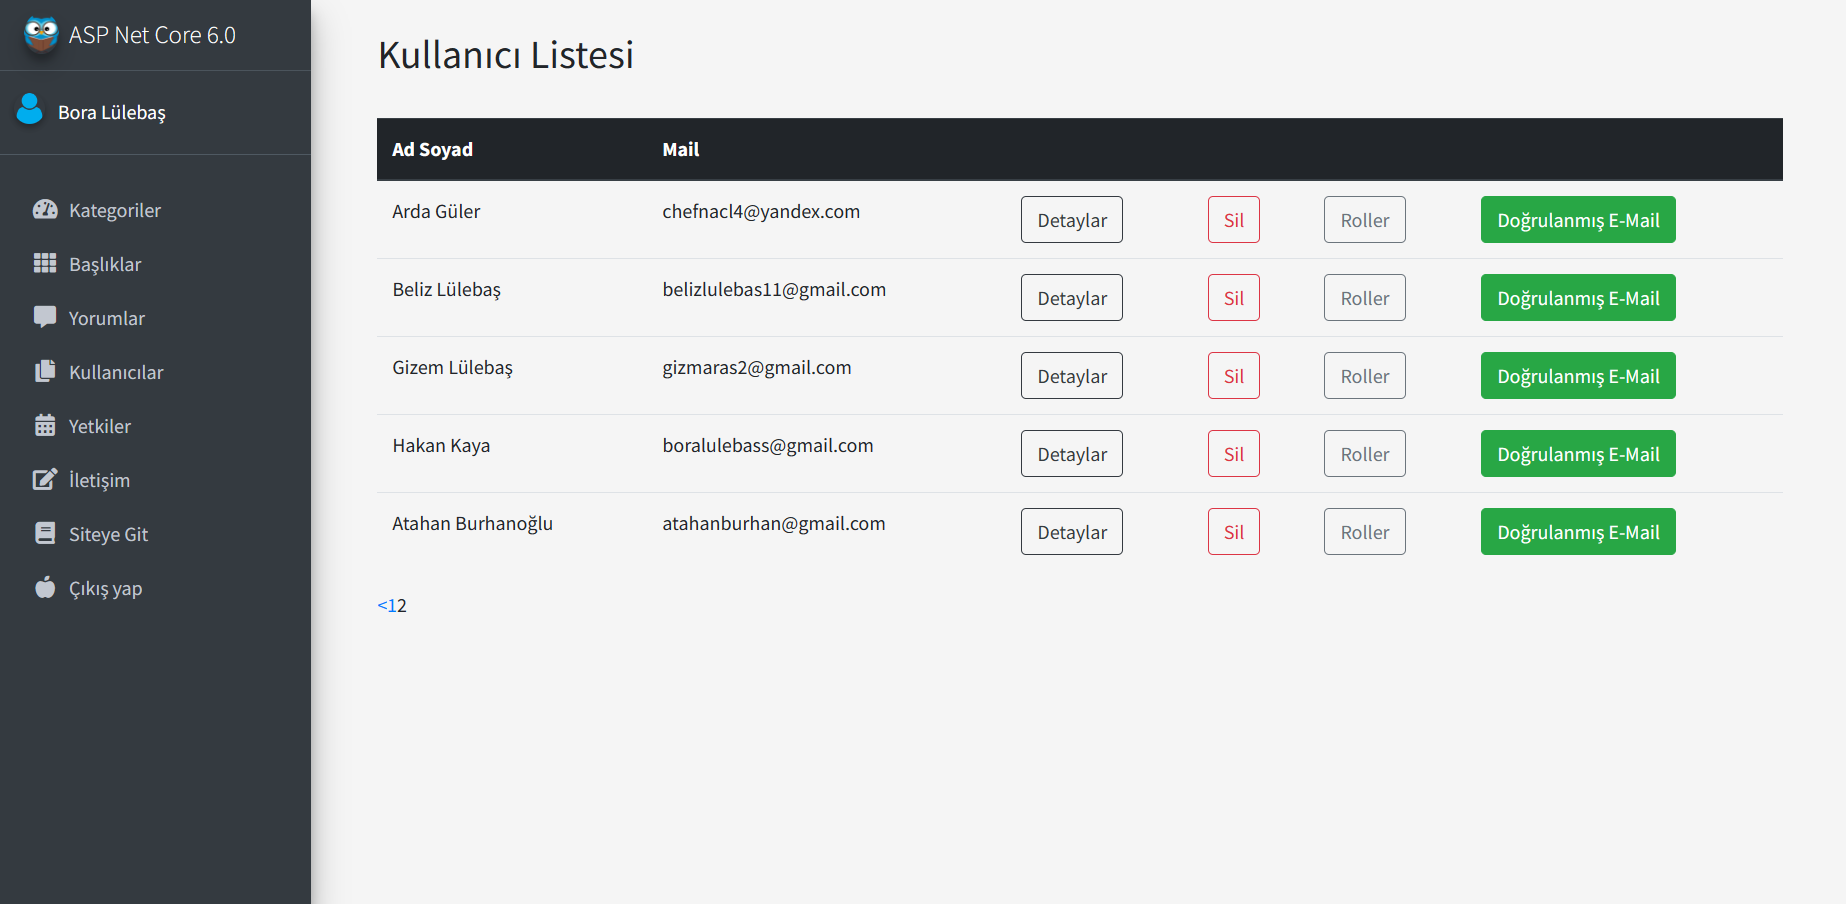 ASP Net Core 6.0
Bora Lülebaş
Kategoriler
Başlıklar
Yorumlar
Kullanıcılar
Yetkiler
İletişim
Siteye Git
Çıkış yap
Kullanıcı Listesi
Ad Soyad Mail
Arda Güler chefnacl4@yandex.com Detaylar Sil Roller Doğrulanmış E-Mail
Beliz Lülebaş belizlulebas11@gmail.com Detaylar Sil Roller Doğrulanmış E-Mail
Gizem Lülebaş gizmaras2@gmail.com Detaylar Sil Roller Doğrulanmış E-Mail
Hakan Kaya boralulebass@gmail.com Detaylar Sil Roller Doğrulanmış E-Mail
Atahan Burhanoğlu atahanburhan@gmail.com Detaylar Sil Roller Doğrulanmış E-Mail
<12